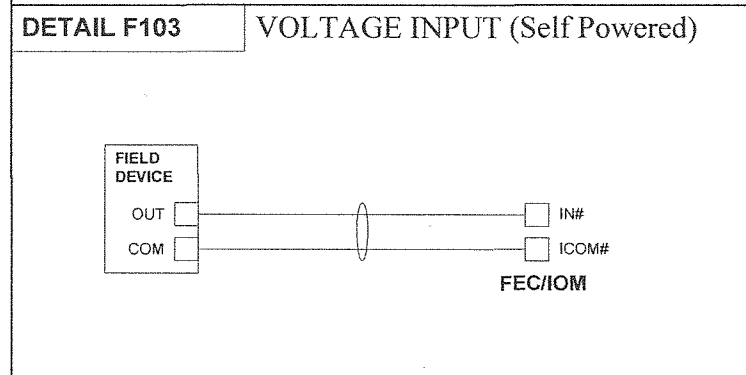 DETAIL F103
VOLTAGE INPUT (Self Powered)
FIELD
DEVICE
OUT
IN#
COM
ICOM#
FEC/IOM